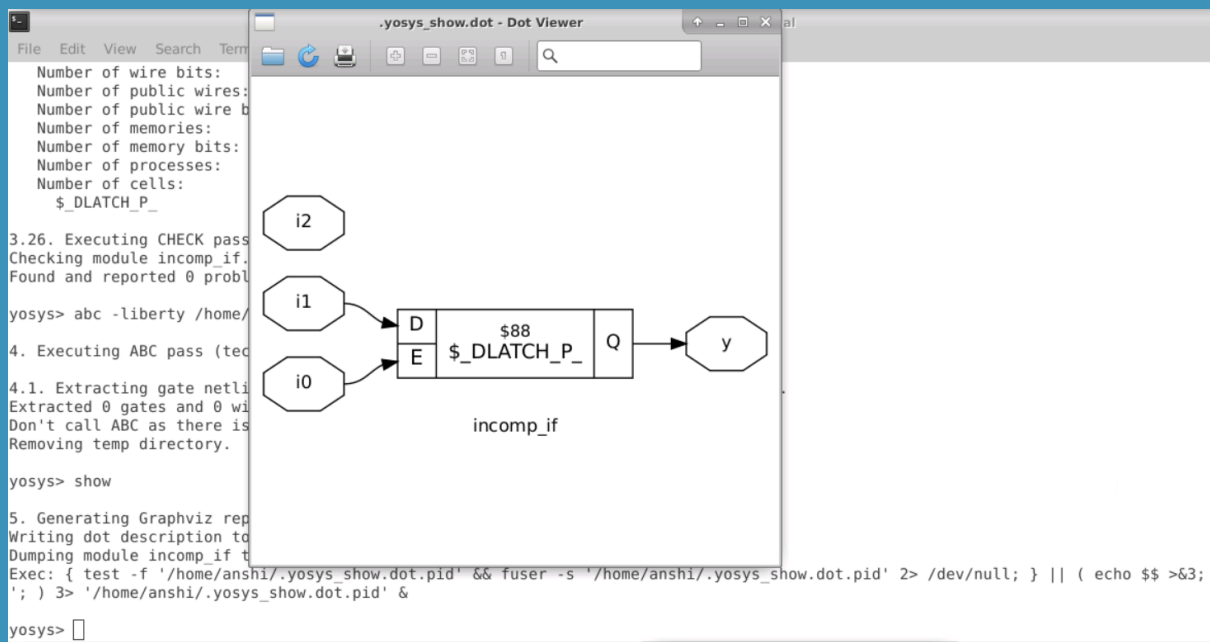 .yosys_show.dot - Dot Viewer
al
File Edit View Search Term
Number of wire bits:
Number of public wires:
Number of public wire b
Number of memories:
Number of memory bits:
Number of processes:
Number of cells:
$_DLATCH_P_
3.26. Executing CHECK pass
Checking module incomp_if.
Found and reported 0 probl
yosys> abc -liberty /home/
4. Executing ABC pass (tec
4.1. Extracting gate netli
.
Extracted 0 gates and 0 wi
Don't call ABC as there is
Removing temp directory.
yosys> show
5. Generating Graphviz rep
Writing dot description to
Dumping module incomp_if t
Exec: { test -f '/home/anshi/.yosys_show.dot.pid' && fuser -s '/home/anshi/.yosys_show.dot.pid' 2> /dev/null; } || ( echo $$ >&3;
'; ) 3> '/home/anshi/.yosys_show.dot.pid' &
yosys>
i2
i1
i0
D
E
$88
$_DLATCH_P_
Q
y
incomp_if